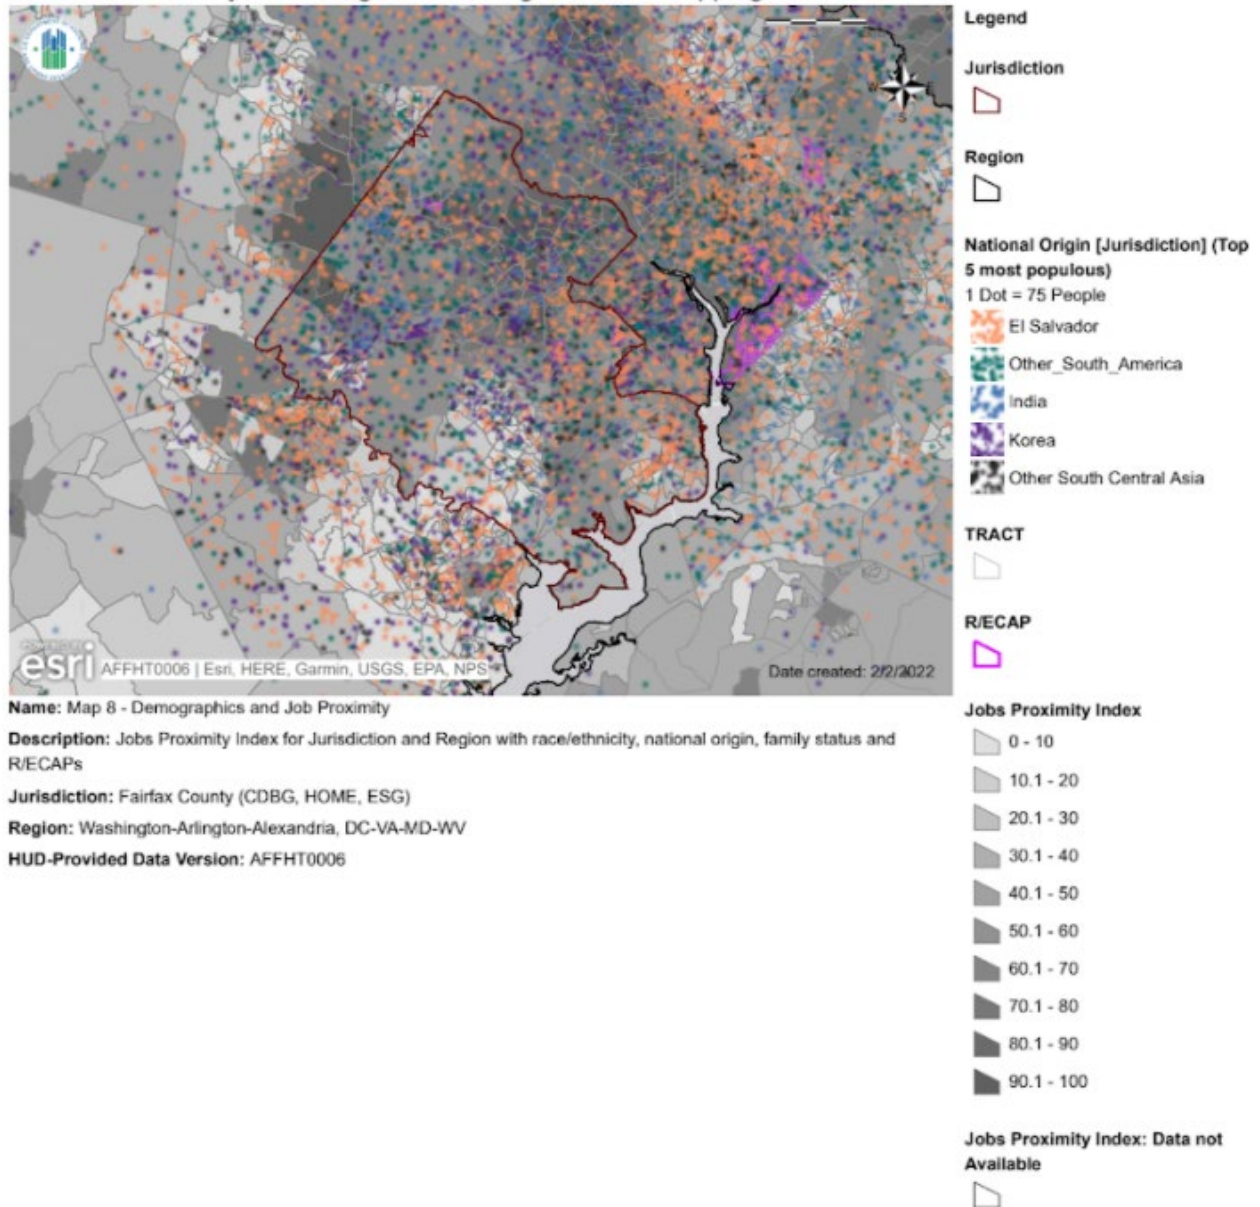 Legend
Jurisdiction
Region
National Origin [Jurisdiction] (Top
5 most populous)
1 Dot = 75 People
El Salvador
Other_South_America
India
Korea
Other South Central Asia
TRACT
R/ECAP
Jobs Proximity Index
0 - 10
10.1 - 20
20.1 - 30
30.1 - 40
40.1 - 50
50.1 - 60
60.1 - 70
70.1 - 80
80.1 - 90
90.1 - 100
Jobs Proximity Index: Data not
Available
POWERED BY
esri
AFFHT0006 | Esri, HERE, Garmin, USGS, EPA, NPS
Date created: 2/2/2022
Name: Map 8 - Demographics and Job Proximity
Description: Jobs Proximity Index for Jurisdiction and Region with race/ethnicity, national origin, family status and
R/ECAPs
Jurisdiction: Fairfax County (CDBG, HOME, ESG)
Region: Washington-Arlington-Alexandria, DC-VA-MD-WV
HUD-Provided Data Version: AFFHT0006